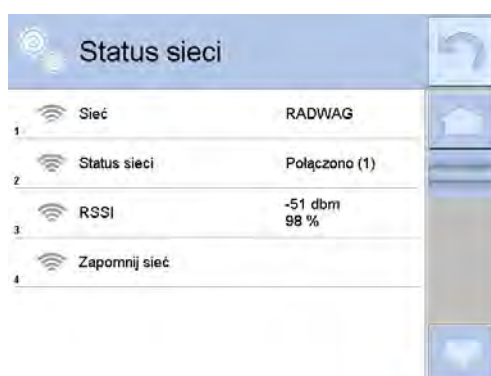 Status sieci
1 Sieć RADWAG
2 Status sieci Połączono (1)
3 RSSI -51 dbm
98 %
4 Zapomnij sieć